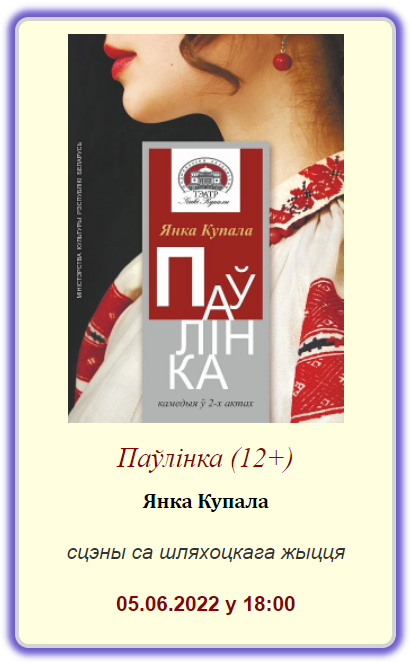 МІНІСТЭРСТВА КУЛЬТУРЫ РЭСПУБЛІКІ БЕЛАРУСЬ
ТЭАТР
Янкі Купалы
Янка Купала
ПАЎ
ЛІН
КА
камедыя ў 2-х актах
Паўлінка (12+)
Янка Купала
сцэны са шляхоцкага жыцця
05.06.2022 у 18:00